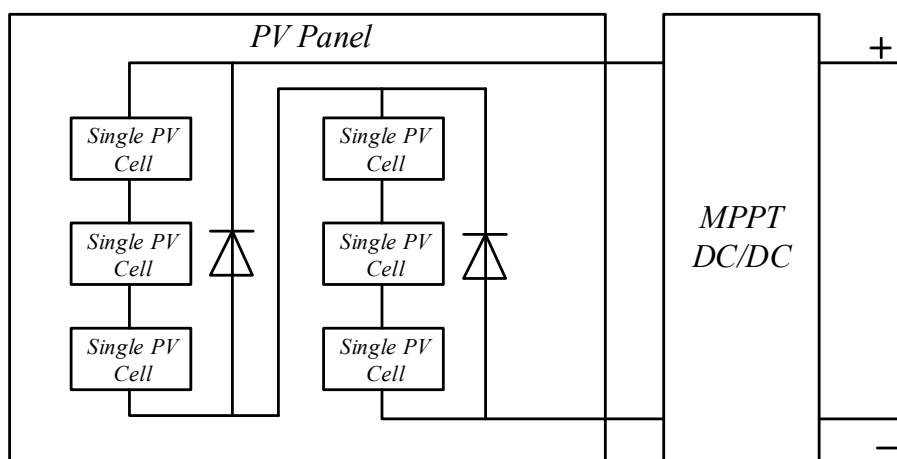 PV Panel
+
Single PV
Cell
Single PV
Cell
Single PV
Cell
Single PV
Cell
Single PV
Cell
Single PV
Cell
MPPT
DC/DC
−